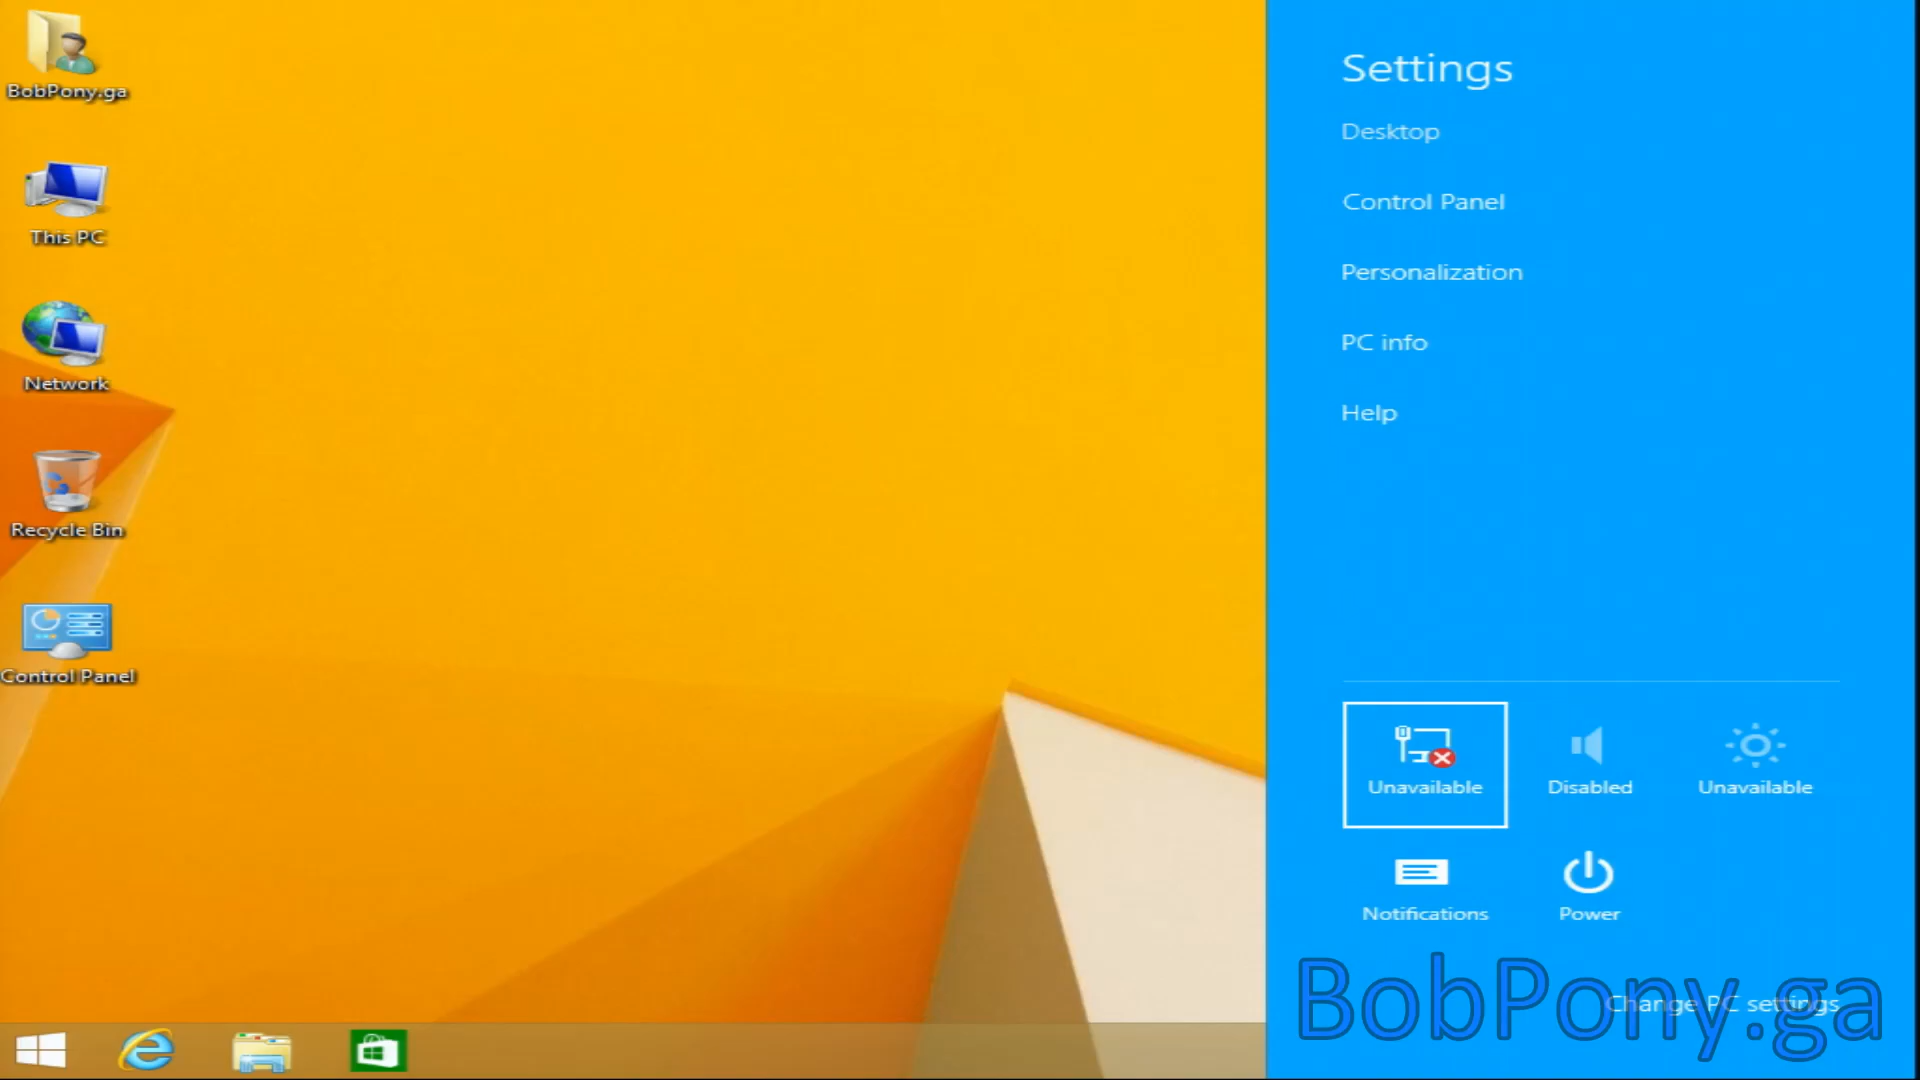 BobPony.ga
This PC
Network
Recycle Bin
Control Panel
Settings
Desktop
Control Panel
Personalization
PC info
Help
Unavailable
Disabled
Unavailable
Notifications
Power
Change PC settings
BobPony.ga